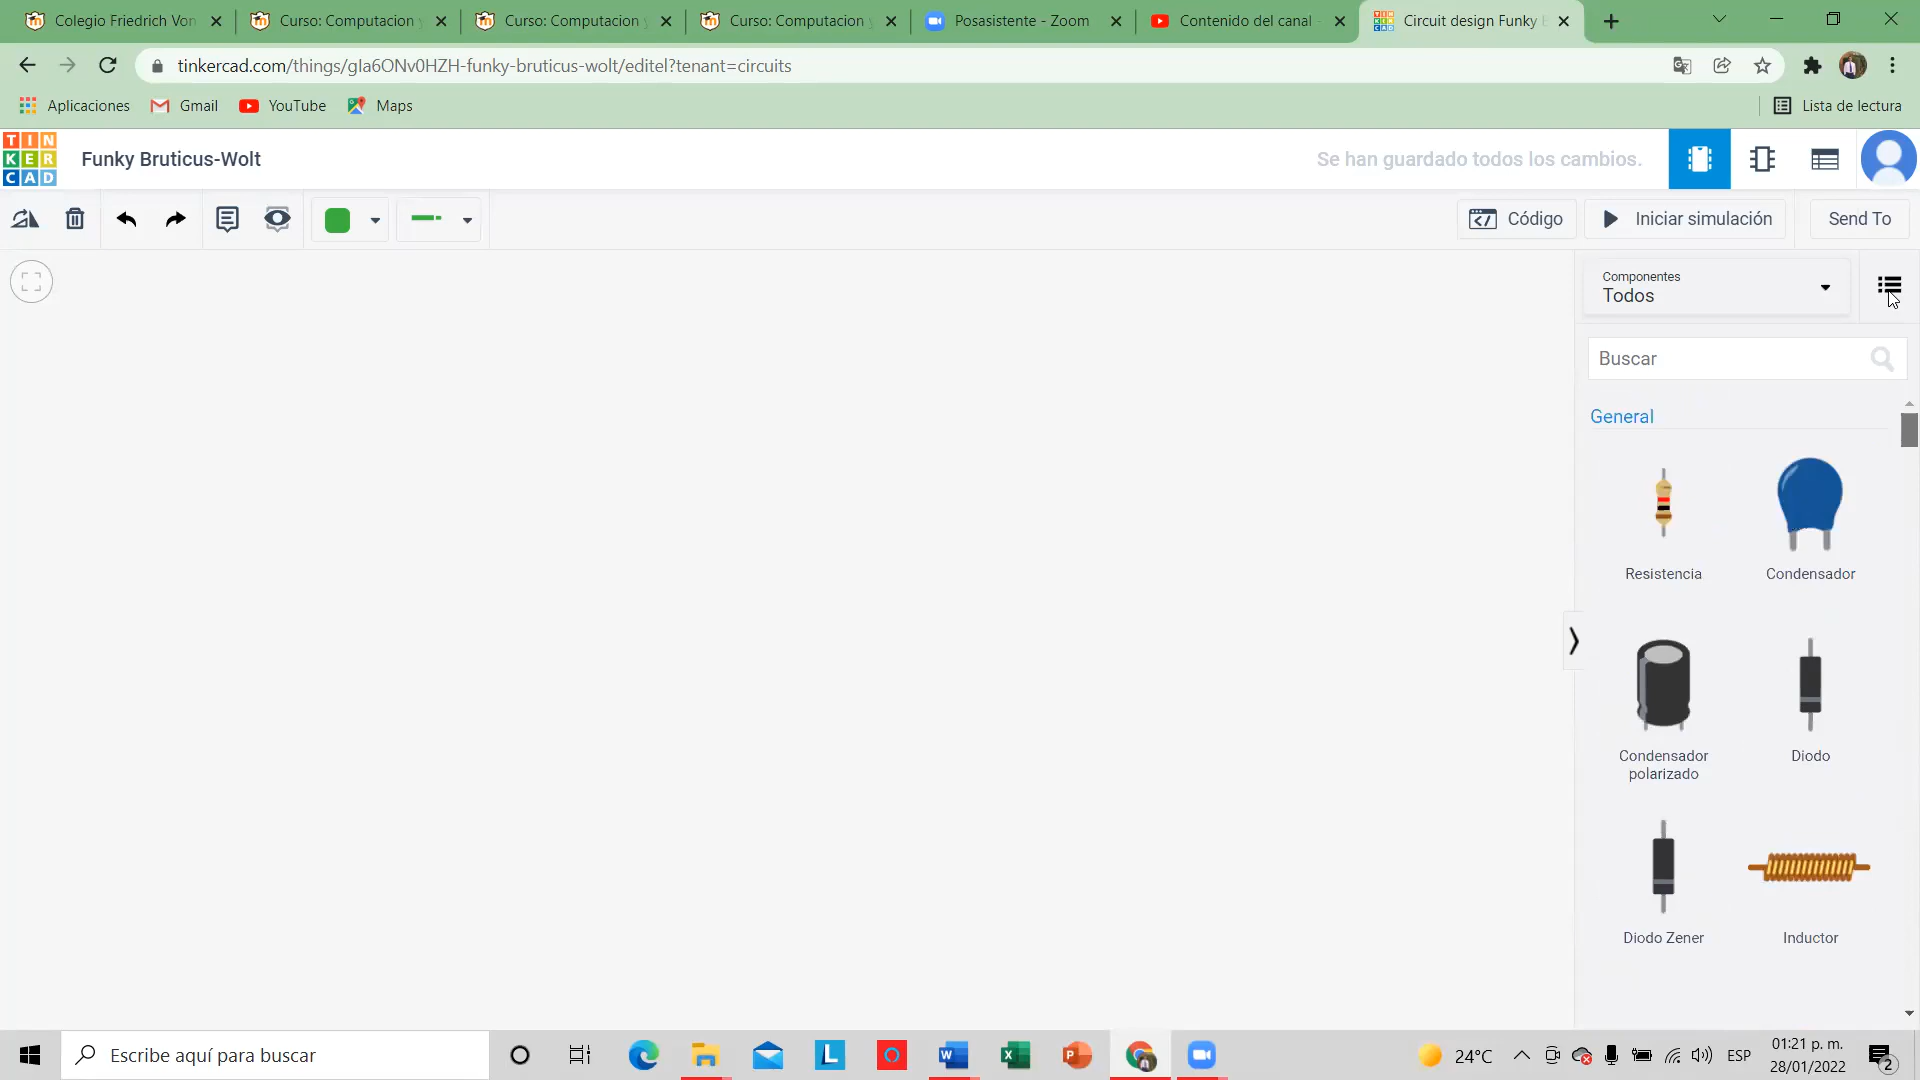 Colegio Friedrich Von
Curso: Computacion y
Curso: Computacion y
Curso: Computacion y
Posasistente - Zoom
Contenido del canal
Circuit design Funky B
tinkercad.com/things/gIa6ONv0HZH-funky-bruticus-wolt/editel?tenant=circuits
Aplicaciones
Gmail
YouTube
Maps
Lista de lectura
TIN
KER
CAD
Funky Bruticus-Wolt
Se han guardado todos los cambios.
Código
Iniciar simulación
Send To
Componentes
Todos
Buscar
General
Resistencia
Condensador
Condensador
polarizado
Diodo
Diodo Zener
Inductor
Escribe aquí para buscar
24°C
ESP
01:21 p. m.
28/01/2022
2